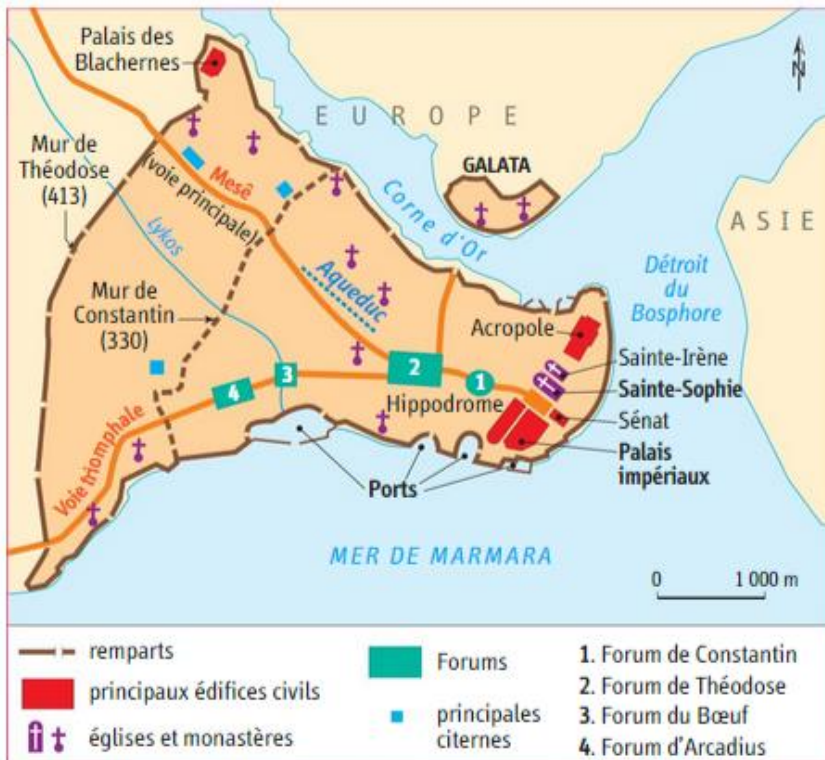 Palais des
Blachernes
N
EUROPE
Mur de
Théodose
(413)
Mesê
(voie principale)
GALATA
Corne d'Or
ASIE
Lykos
Détroit
du
Bosphore
Mur de
Constantin
(330)
Aqueduc
Acropole
Sainte-Irène
Sainte-Sophie
Sénat
Palais
impériaux
4
3
2
1
Hippodrome
Voie triomphale
Ports
MER DE MARMARA
0 1 000 m
remparts
principaux édifices civils
églises et monastères
Forums
principales
citernes
1. Forum de Constantin
2. Forum de Théodose
3. Forum du Bœuf
4. Forum d'Arcadius